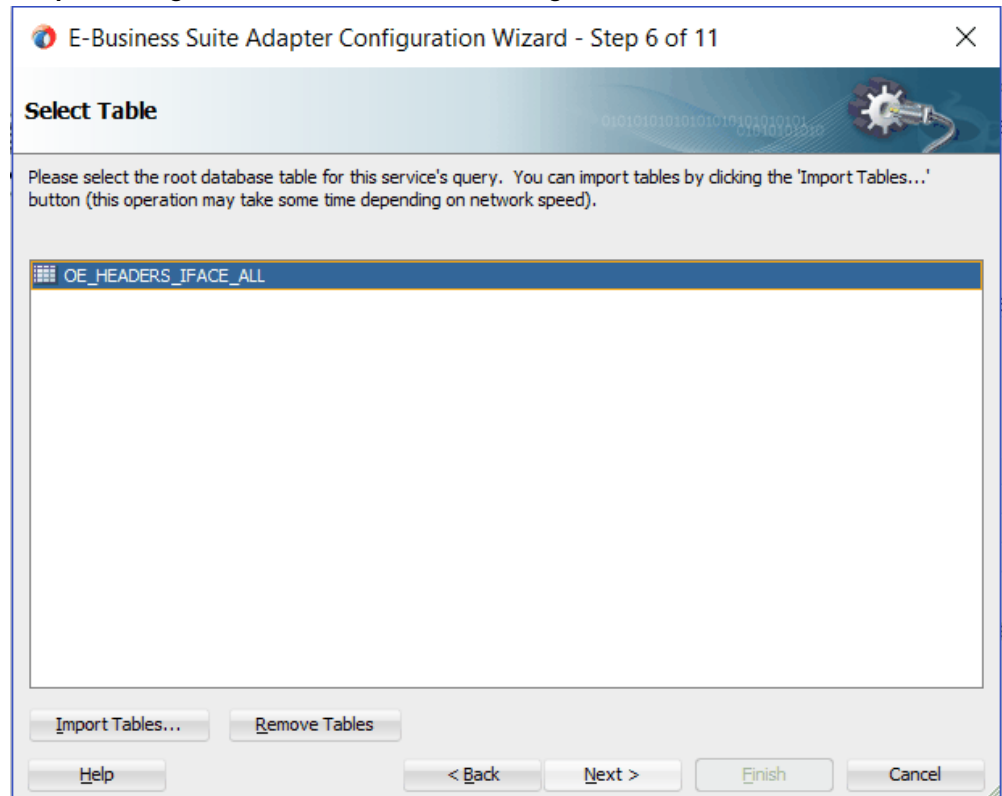 E-Business Suite Adapter Configuration Wizard - Step 6 of 11
Select Table
Please select the root database table for this service's query. You can import tables by clicking the 'Import Tables...'
button (this operation may take some time depending on network speed).
OE_HEADERS_IFACE_ALL
Import Tables... Remove Tables
Help < Back Next > Finish Cancel